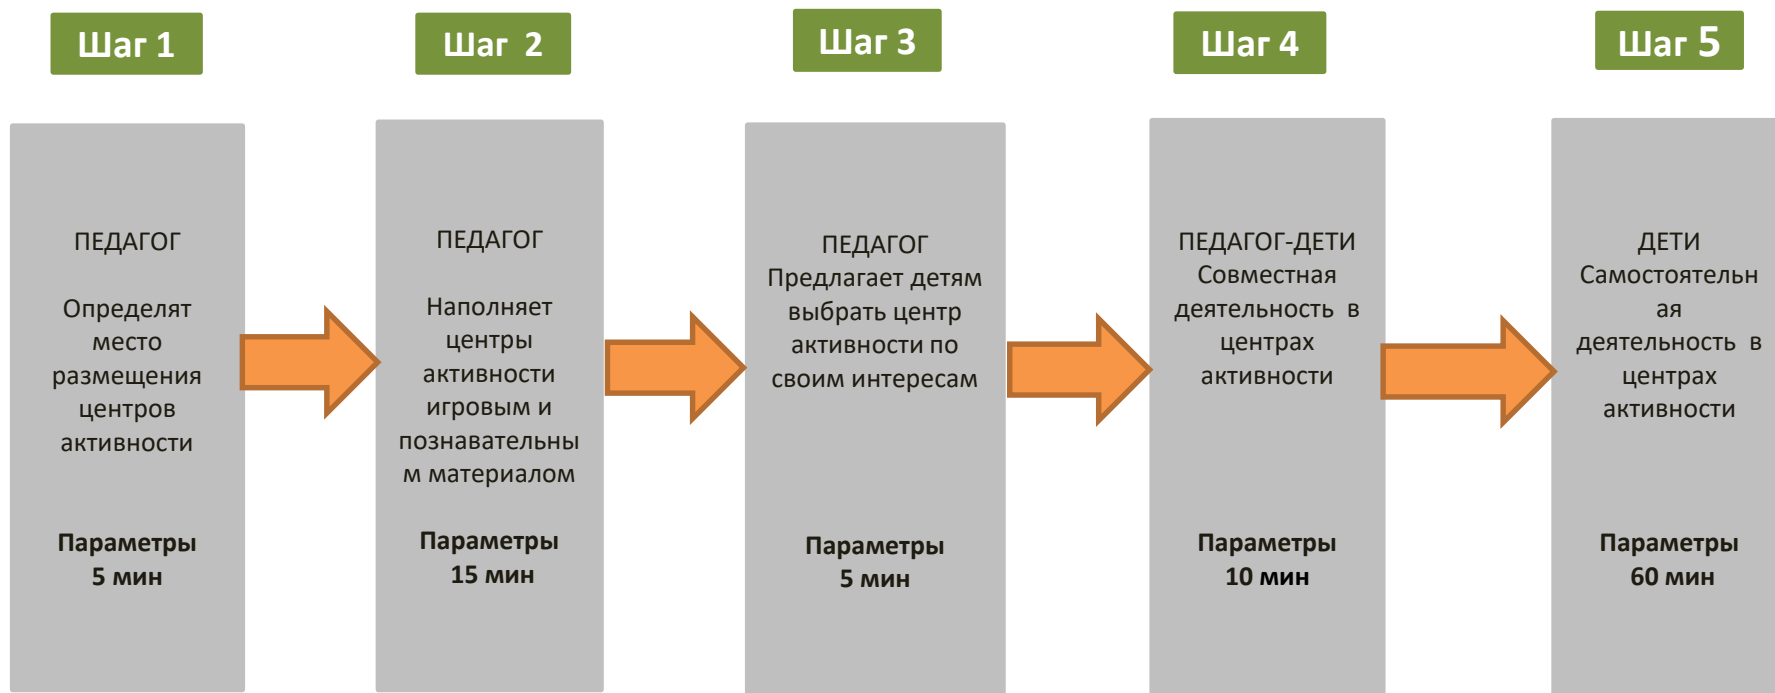 Шаг 1
Шаг 2
Шаг 3
Шаг 4
Шаг 5
ПЕДАГОГ
Определят
место
размещения
центров
активности
Параметры
5 мин
ПЕДАГОГ
Наполняет
центры
активности
игровым и
познавательны
м материалом
Параметры
15 мин
ПЕДАГОГ
Предлагает детям
выбрать центр
активности по
своим интересам
Параметры
5 мин
ПЕДАГОГ-ДЕТИ
Совместная
деятельность в
центрах
активности
Параметры
10 мин
ДЕТИ
Самостоятельн
ая
деятельность в
центрах
активности
Параметры
60 мин